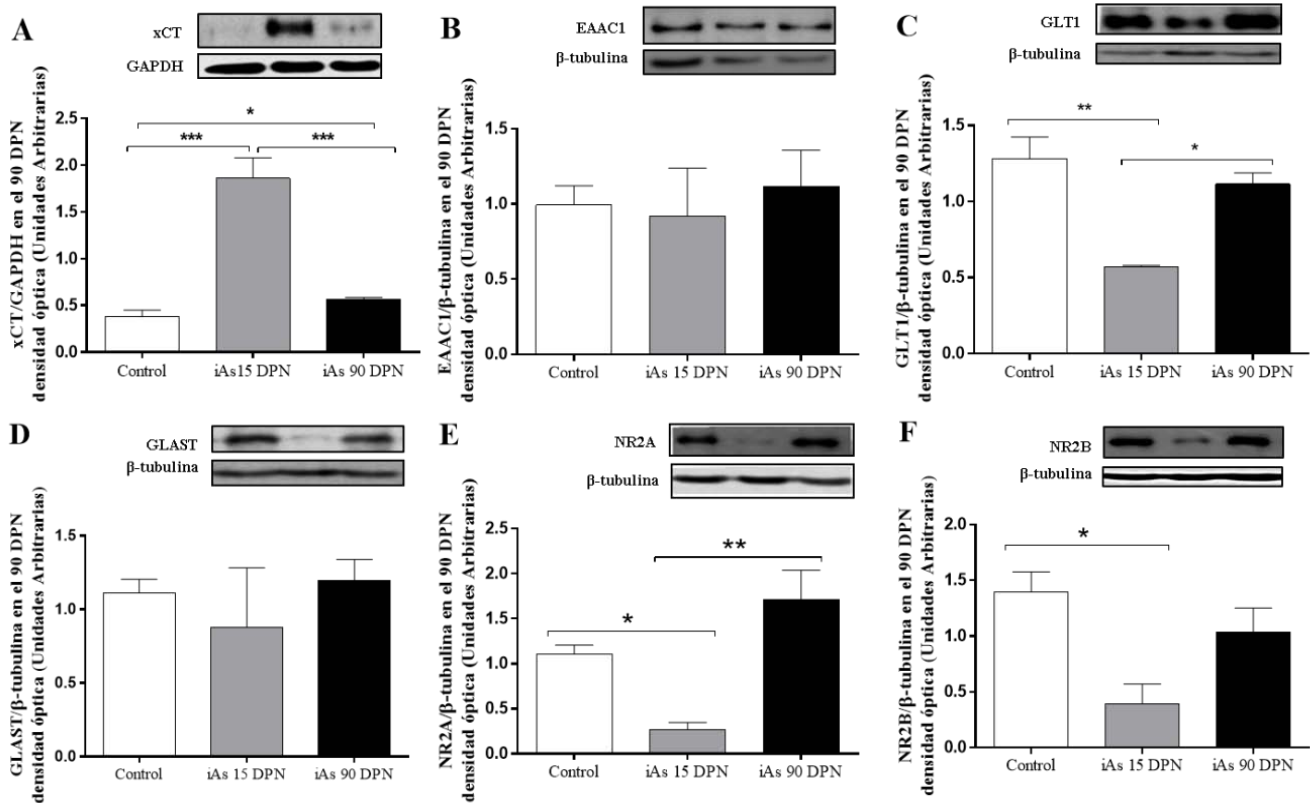 A
xCT
GAPDH
xCT/GAPDH en el 90 DPN
densidad óptica (Unidades Arbitrarias)
2.5
2.0
1.5
1.0
0.5
0.0
*
*** ***
Control iAs15 DPN iAs 90 DPN
B
EAAC1
β-tubulina
EAAC1/β-tubulina en el 90 DPN
densidad óptica (Unidades Arbitrarias)
1.5
1.0
0.5
0.0
Control iAs 15 DPN iAs 90 DPN
C
GLT1
β-tubulina
GLT1/β-tubulina en el 90 DPN
densidad óptica (Unidades Arbitrarias)
1.5
1.0
0.5
0.0
**
*
Control iAs 15 DPN iAs 90 DPN
D
GLAST
β-tubulina
GLAST/β-tubulina en el 90 DPN
densidad óptica (Unidades Arbitrarias)
1.5
1.0
0.5
0.0
Control iAs 15 DPN iAs 90 DPN
E
NR2A
β-tubulina
NR2A/β-tubulina en el 90 DPN
densidad óptica (Unidades Arbitrarias)
2.5
2.0
1.5
1.0
0.5
0.0
**
*
Control iAs 15 DPN iAs 90 DPN
F
NR2B
β-tubulina
NR2B/β-tubulina en el 90 DPN
densidad óptica (Unidades Arbitrarias)
2.0
1.5
1.0
0.5
0.0
*
Control iAs 15 DPN iAs 90 DPN